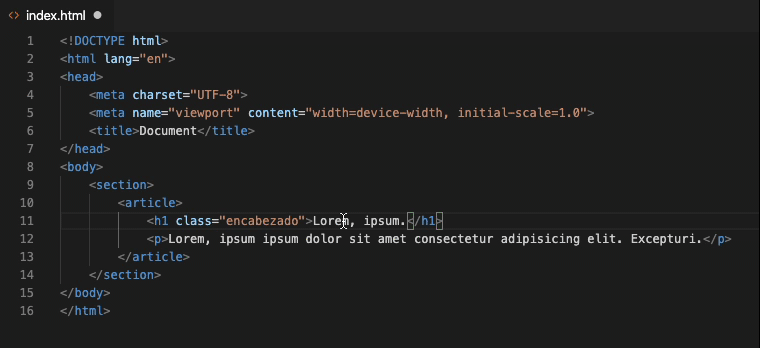 <> index.html
1 <!DOCTYPE html>
2 <html lang="en">
3 <head>
4 <meta charset="UTF-8">
5 <meta name="viewport" content="width=device-width, initial-scale=1.0">
6 <title>Document</title>
7 </head>
8 <body>
9 <section>
10 <article>
11 <h1 class="encabezado">Lorem, ipsum.</h1>
12 <p>Lorem, ipsum ipsum dolor sit amet consectetur adipisicing elit. Excepturi.</p>
13 </article>
14 </section>
15 </body>
16 </html>